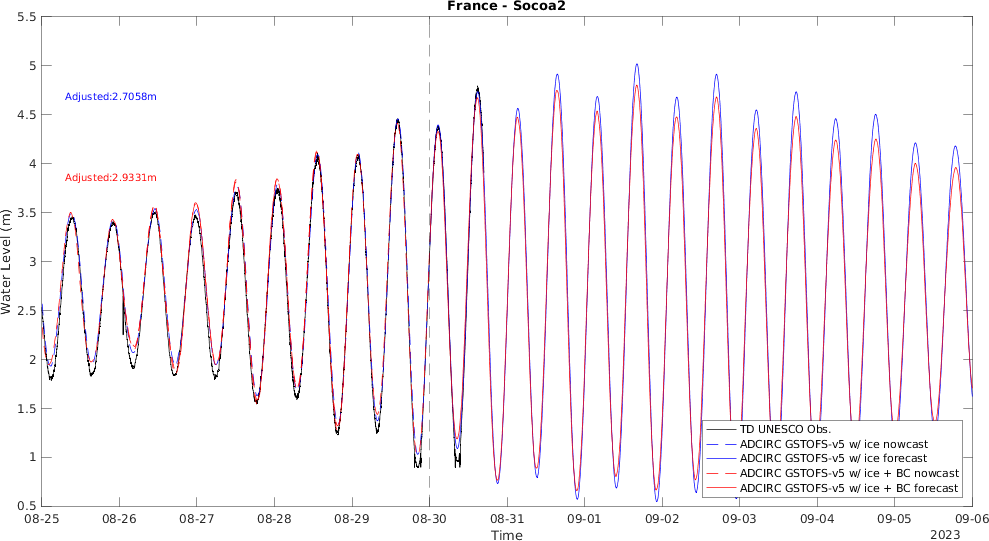 France - Socoa2
5.5
5
4.5
4
3.5
3
2.5
2
1.5
1
0.5
Water Level (m)
Adjusted:2.7058m
Adjusted:2.9331m
TD UNESCO Obs.
ADCIRC GSTOFS-v5 w/ ice nowcast
ADCIRC GSTOFS-v5 w/ ice forecast
ADCIRC GSTOFS-v5 w/ ice + BC nowcast
ADCIRC GSTOFS-v5 w/ ice + BC forecast
08-25 08-26 08-27 08-28 08-29 08-30 08-31 09-01 09-02 09-03 09-04 09-05 09-06
Time
2023